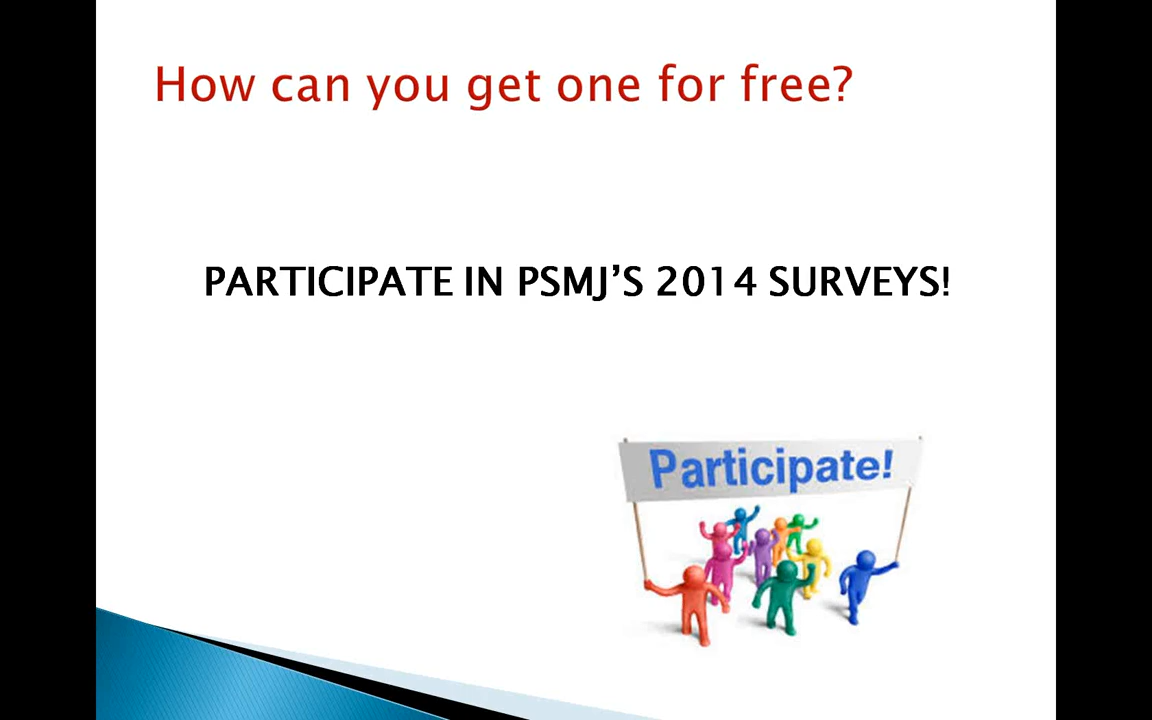 How can you get one for free?
PARTICIPATE IN PSMJ’S 2014 SURVEYS!
Participate!